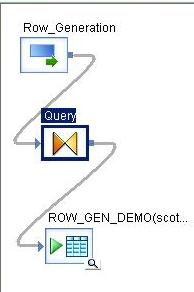 Row_Generation
Query
ROW_GEN_DEMO(scot...